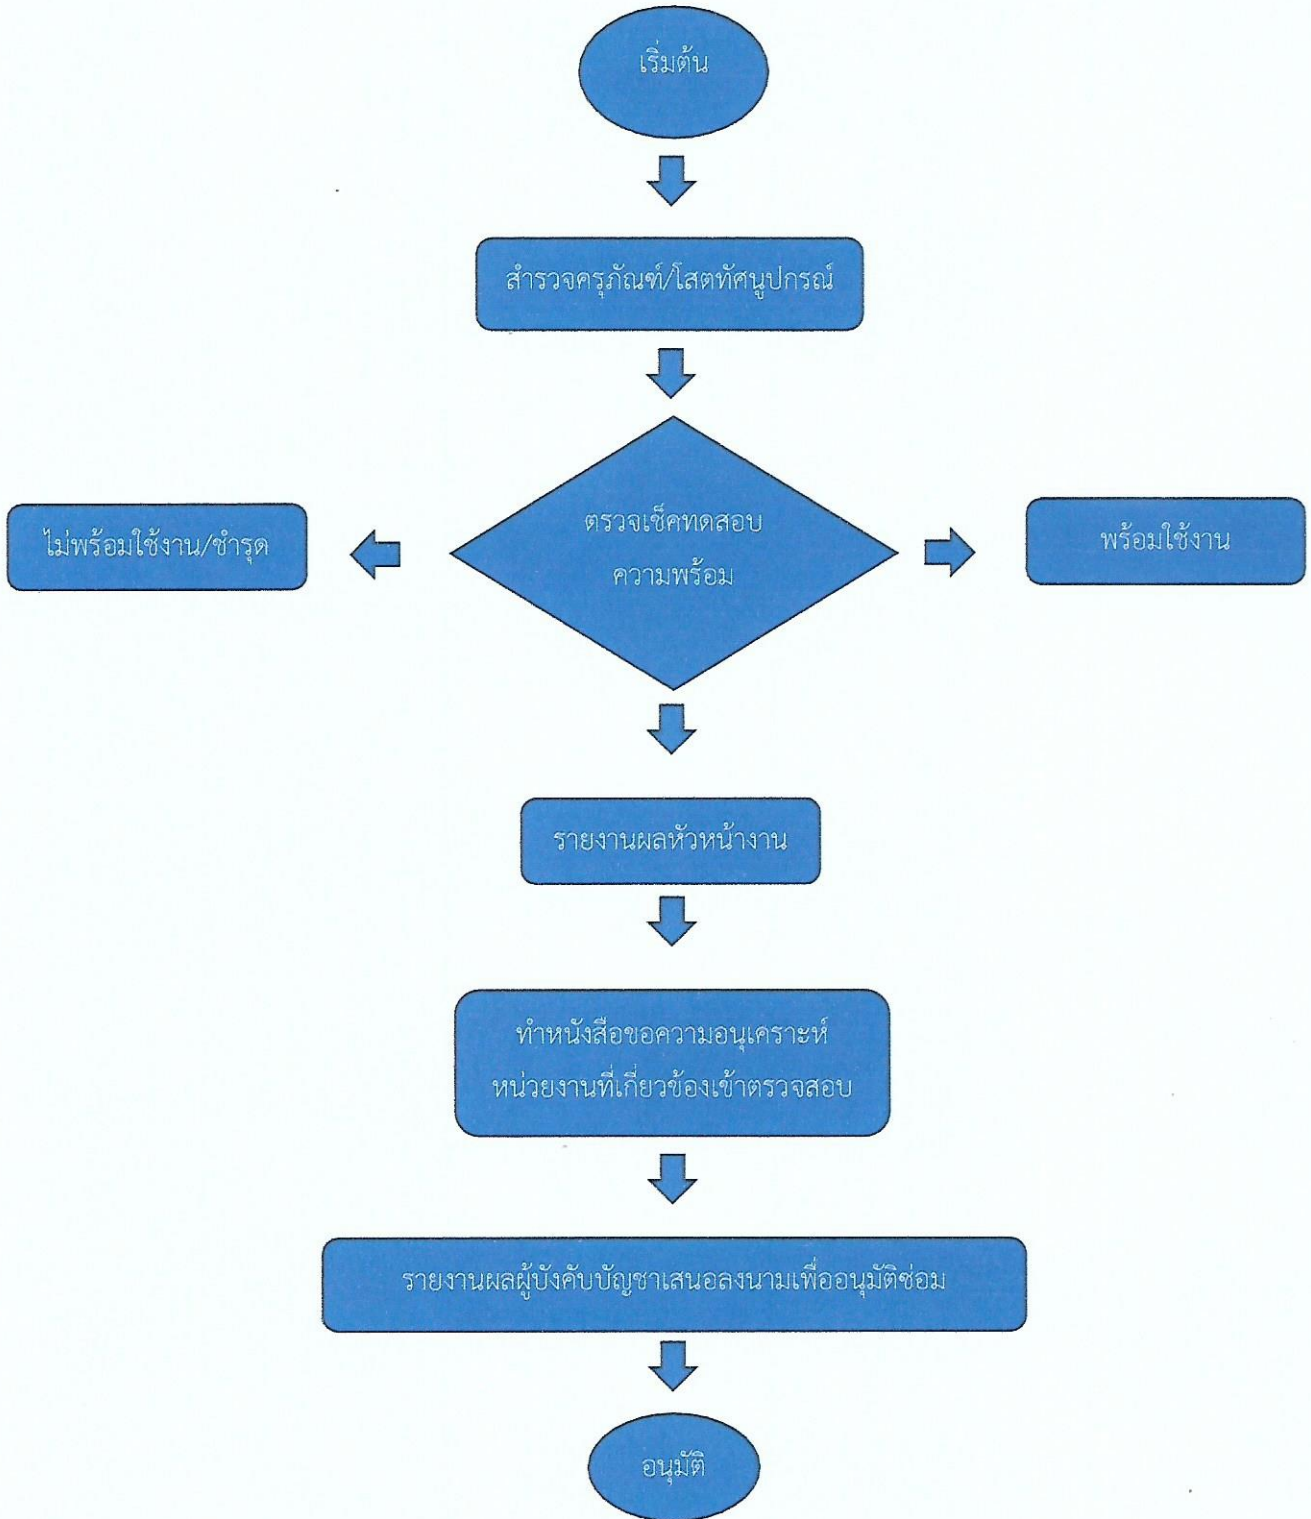 เริ่มต้น
สำรวจครุภัณฑ์/โสตทัศนูปกรณ์
ไม่พร้อมใช้งาน/ชำรุด
ตรวจเช็คทดสอบ
ความพร้อม
พร้อมใช้งาน
รายงานผลหัวหน้างาน
ทำหนังสือขอความอนุเคราะห์
หน่วยงานที่เกี่ยวข้องเข้าตรวจสอบ
รายงานผลผู้บังคับบัญชาเสนอลงนามเพื่ออนุมัติซ่อม
อนุมัติ